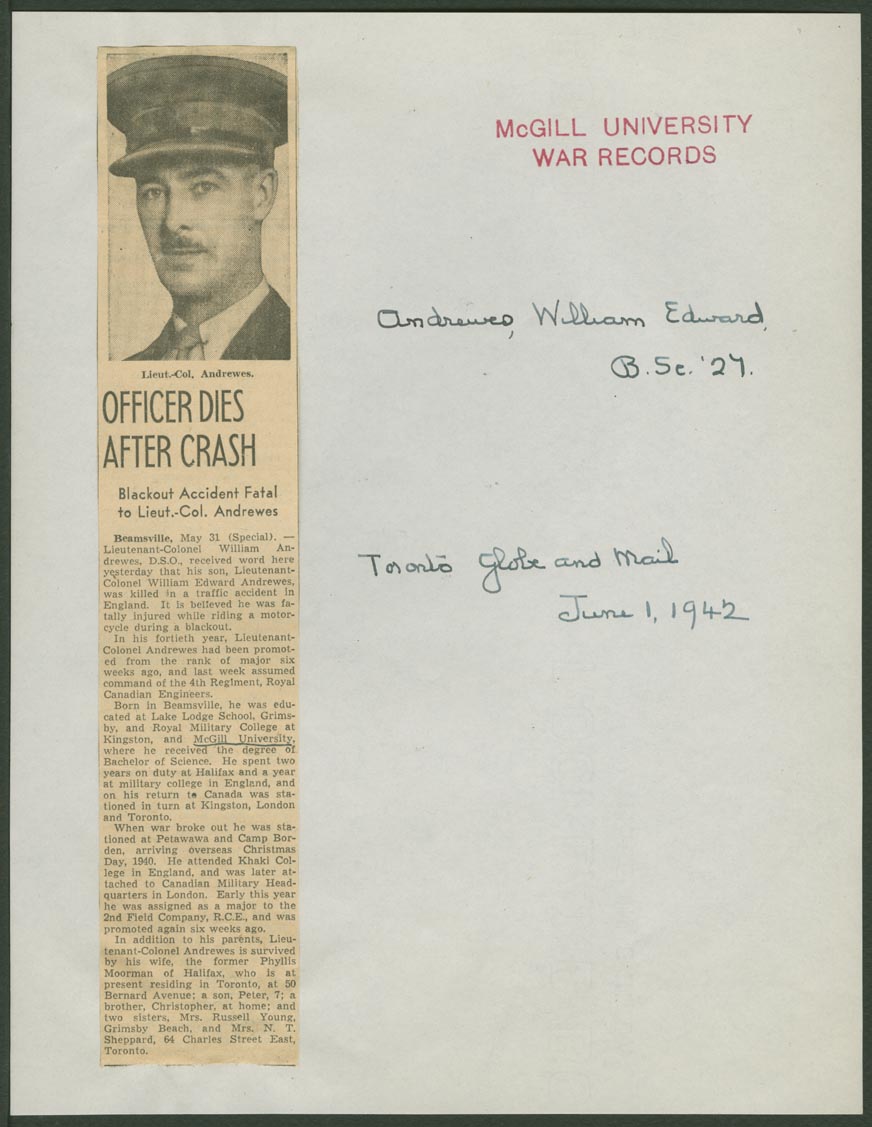 Lieut.-Col. Andrewes.
OFFICER DIES
AFTER CRASH
Blackout Accident Fatal
to Lieut.-Col. Andrewes
Beamsville, May 31 (Special). —
Lieutenant-Colonel William An-
drewes, D.S.O., received word here
yesterday that his son, Lieutenant-
Colonel William Edward Andrewes,
was killed in a traffic accident in
England. It is believed he was fa-
tally injured while riding a motor-
cycle during a blackout.
In his fortieth year, Lieutenant-
Colonel Andrewes had been promot-
ed from the rank of major six
weeks ago, and last week assumed
command of the 4th Regiment, Royal
Canadian Engineers.
Born in Beamsville, he was edu-
cated at Lake Lodge School, Grims-
by, and Royal Military College at
Kingston, and McGill University,
where he received the degree of
Bachelor of Science. He spent two
years on duty at Halifax and a year
at military college in England, and
on his return to Canada was sta-
tioned in turn at Kingston, London
and Toronto.
When war broke out he was sta-
tioned at Petawawa and Camp Bor-
den, arriving overseas Christmas
Day, 1940. He attended Khaki Col-
lege in England, and was later at-
tached to Canadian Military Head-
quarters in London. Early this year
he was assigned as a major to the
2nd Field Company, R.C.E., and was
promoted again six weeks ago.
In addition to his parents, Lieu-
tenant-Colonel Andrewes is survived
by his wife, the former Phyllis
Moorman of Halifax, who is at
present residing in Toronto, at 50
Bernard Avenue; a son, Peter, 7; a
brother, Christopher, at home; and
two sisters, Mrs. Russell Young,
Grimsby Beach, and Mrs. N. T.
Sheppard, 64 Charles Street East,
Toronto.
McGILL UNIVERSITY
WAR RECORDS
Andrewes, William Edward,
B.Sc. '27.
Toronto Globe and Mail
June 1, 1942